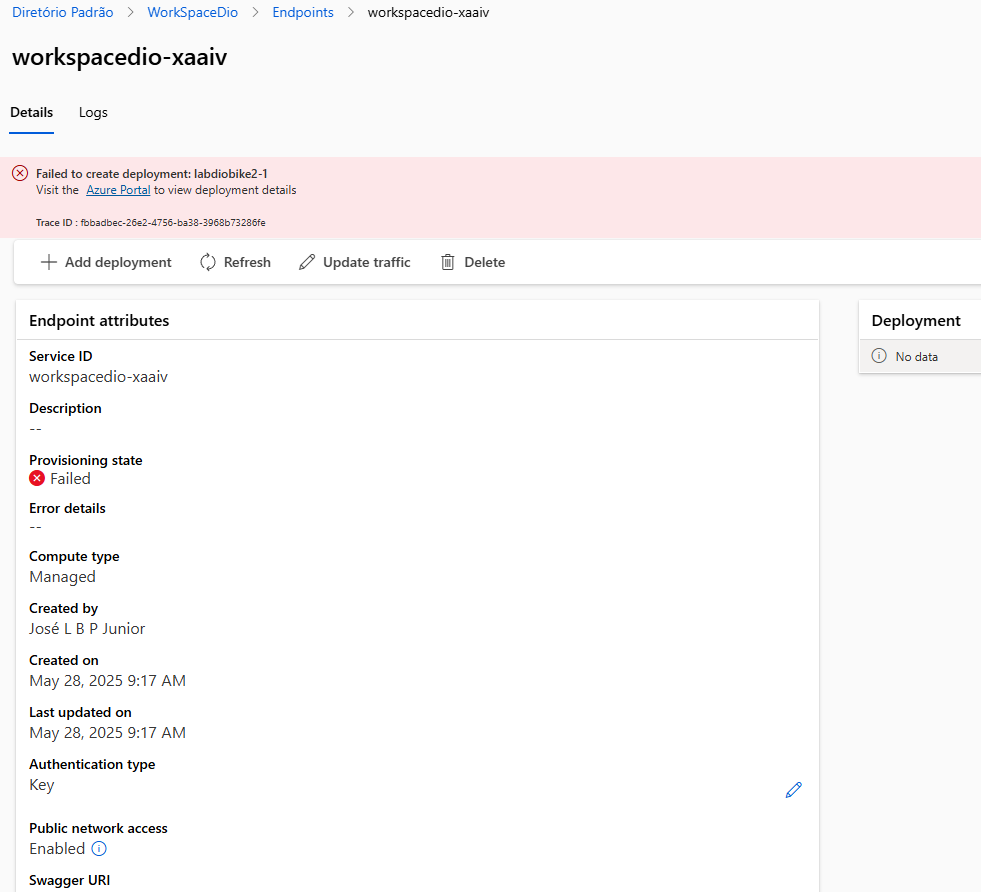 Diretório Padrão > WorkSpaceDio > Endpoints > workspacedio-xaaiv
workspacedio-xaaiv
Details Logs
Failed to create deployment: labdiobike2-1
Visit the Azure Portal to view deployment details
Trace ID : fbbadbec-26e2-4756-ba38-3968b73286fe
Add deployment Refresh Update traffic Delete
Endpoint attributes
Service ID
workspacedio-xaaiv
Description
--
Provisioning state
Failed
Error details
--
Compute type
Managed
Created by
José L B P Junior
Created on
May 28, 2025 9:17 AM
Last updated on
May 28, 2025 9:17 AM
Authentication type
Key
Public network access
Enabled
Swagger URI
Deployment
No data